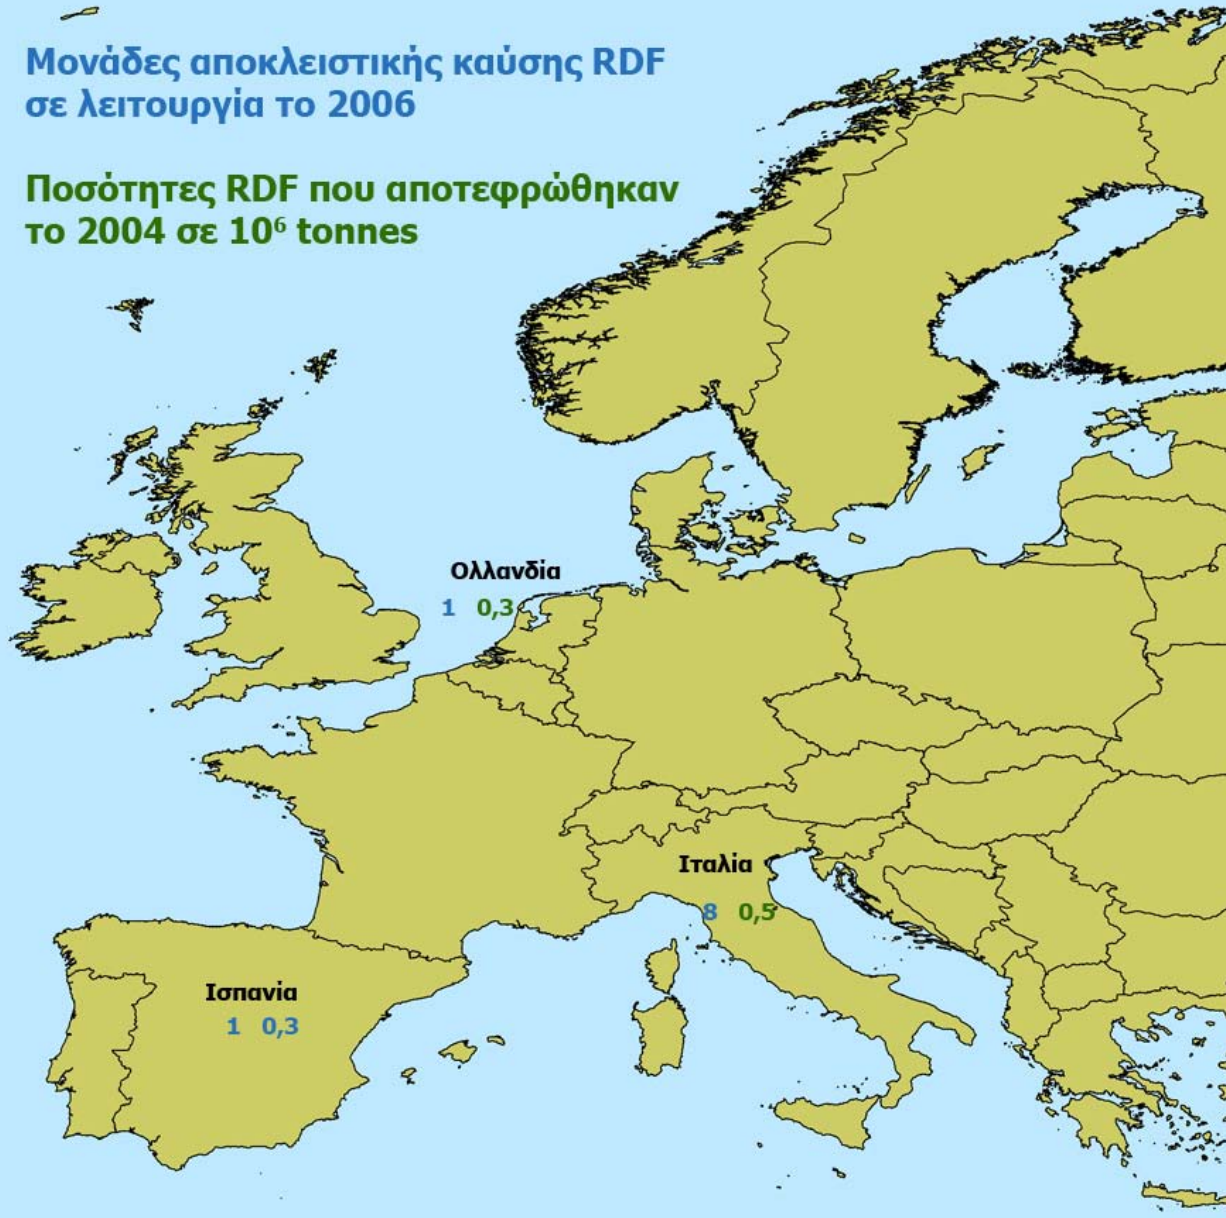 Μονάδες αποκλειστικής καύσης RDF
σε λειτουργία το 2006
Ποσότητες RDF που αποτεφρώθηκαν
το 2004 σε 10⁶ tonnes
Ολλανδία
1 0,3
Ιταλία
8 0,5
Ισπανία
1 0,3